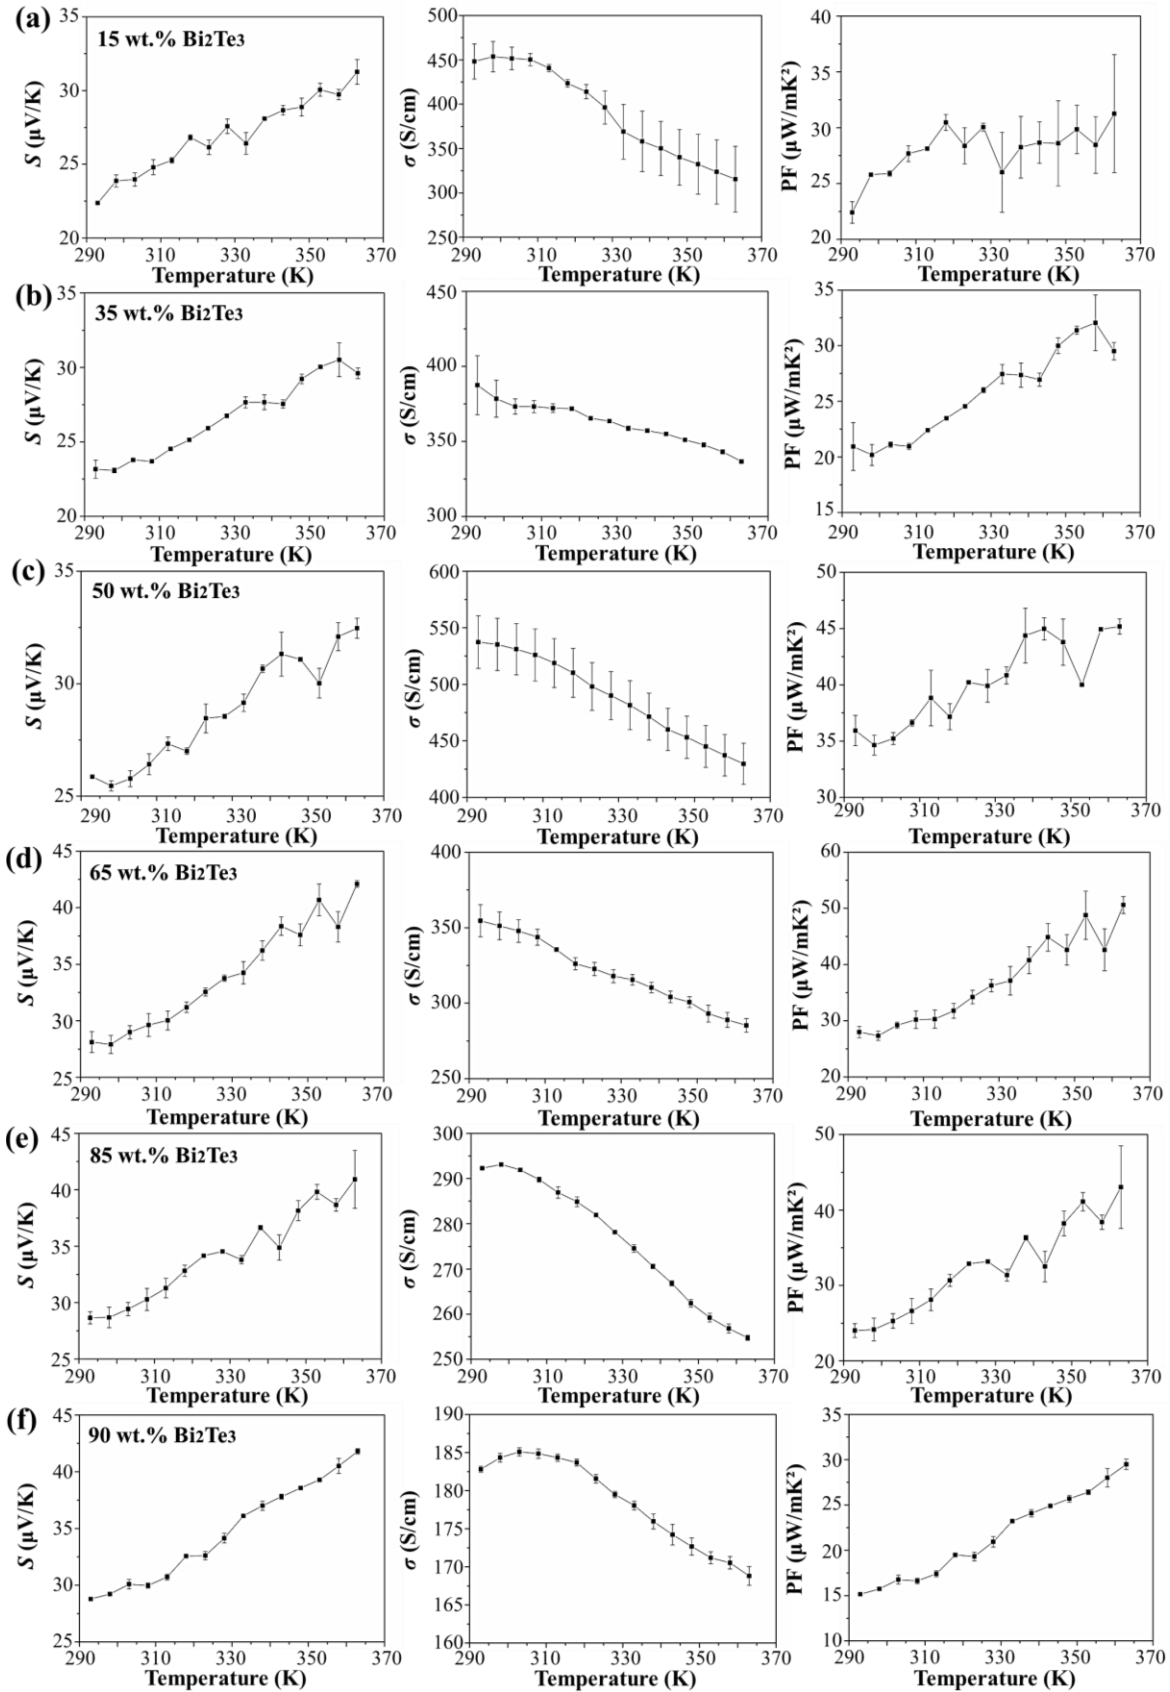 (a)
15 wt.% Bi2Te3
S (µV/K)
35
30
25
20
290 310 330 350 370
Temperature (K)
σ (S/cm)
500
450
400
350
300
250
290 310 330 350 370
Temperature (K)
PF (µW/mK²)
40
35
30
25
20
290 310 330 350 370
Temperature (K)
(b)
35 wt.% Bi2Te3
S (µV/K)
35
30
25
20
290 310 330 350 370
Temperature (K)
σ (S/cm)
450
400
350
300
290 310 330 350 370
Temperature (K)
PF (µW/mK²)
35
30
25
20
15
290 310 330 350 370
Temperature (K)
(c)
50 wt.% Bi2Te3
S (µV/K)
35
30
25
290 310 330 350 370
Temperature (K)
σ (S/cm)
600
550
500
450
400
290 310 330 350 370
Temperature (K)
PF (µW/mK²)
50
45
40
35
30
290 310 330 350 370
Temperature (K)
(d)
65 wt.% Bi2Te3
S (µV/K)
45
40
35
30
25
290 310 330 350 370
Temperature (K)
σ (S/cm)
400
350
300
250
290 310 330 350 370
Temperature (K)
PF (µW/mK²)
60
50
40
30
20
290 310 330 350 370
Temperature (K)
(e)
85 wt.% Bi2Te3
S (µV/K)
45
40
35
30
25
290 310 330 350 370
Temperature (K)
σ (S/cm)
300
290
280
270
260
250
290 310 330 350 370
Temperature (K)
PF (µW/mK²)
50
40
30
20
290 310 330 350 370
Temperature (K)
(f)
90 wt.% Bi2Te3
S (µV/K)
45
40
35
30
25
290 310 330 350 370
Temperature (K)
σ (S/cm)
190
185
180
175
170
165
160
290 310 330 350 370
Temperature (K)
PF (µW/mK²)
35
30
25
20
15
10
290 310 330 350 370
Temperature (K)